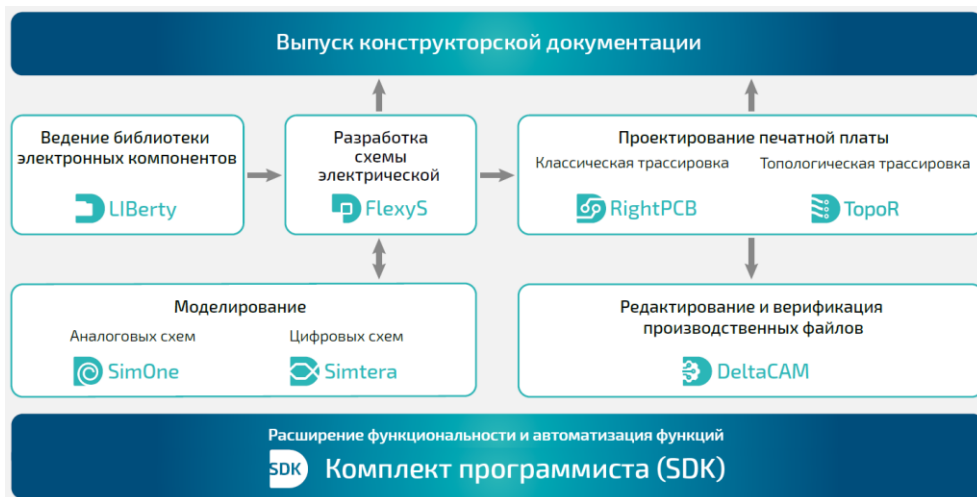 Выпуск конструкторской документации
Ведение библиотеки
электронных компонентов
LIBerty
Разработка
схемы
электрической
FlexyS
Проектирование печатной платы
Классическая трассировка
Топологическая трассировка
RightPCB
TopoR
Моделирование
Аналоговых схем
Цифровых схем
SimOne
Simtera
Редактирование и верификация
производственных файлов
DeltaCAM
Расширение функциональности и автоматизация функций
SDK
Комплект программиста (SDK)